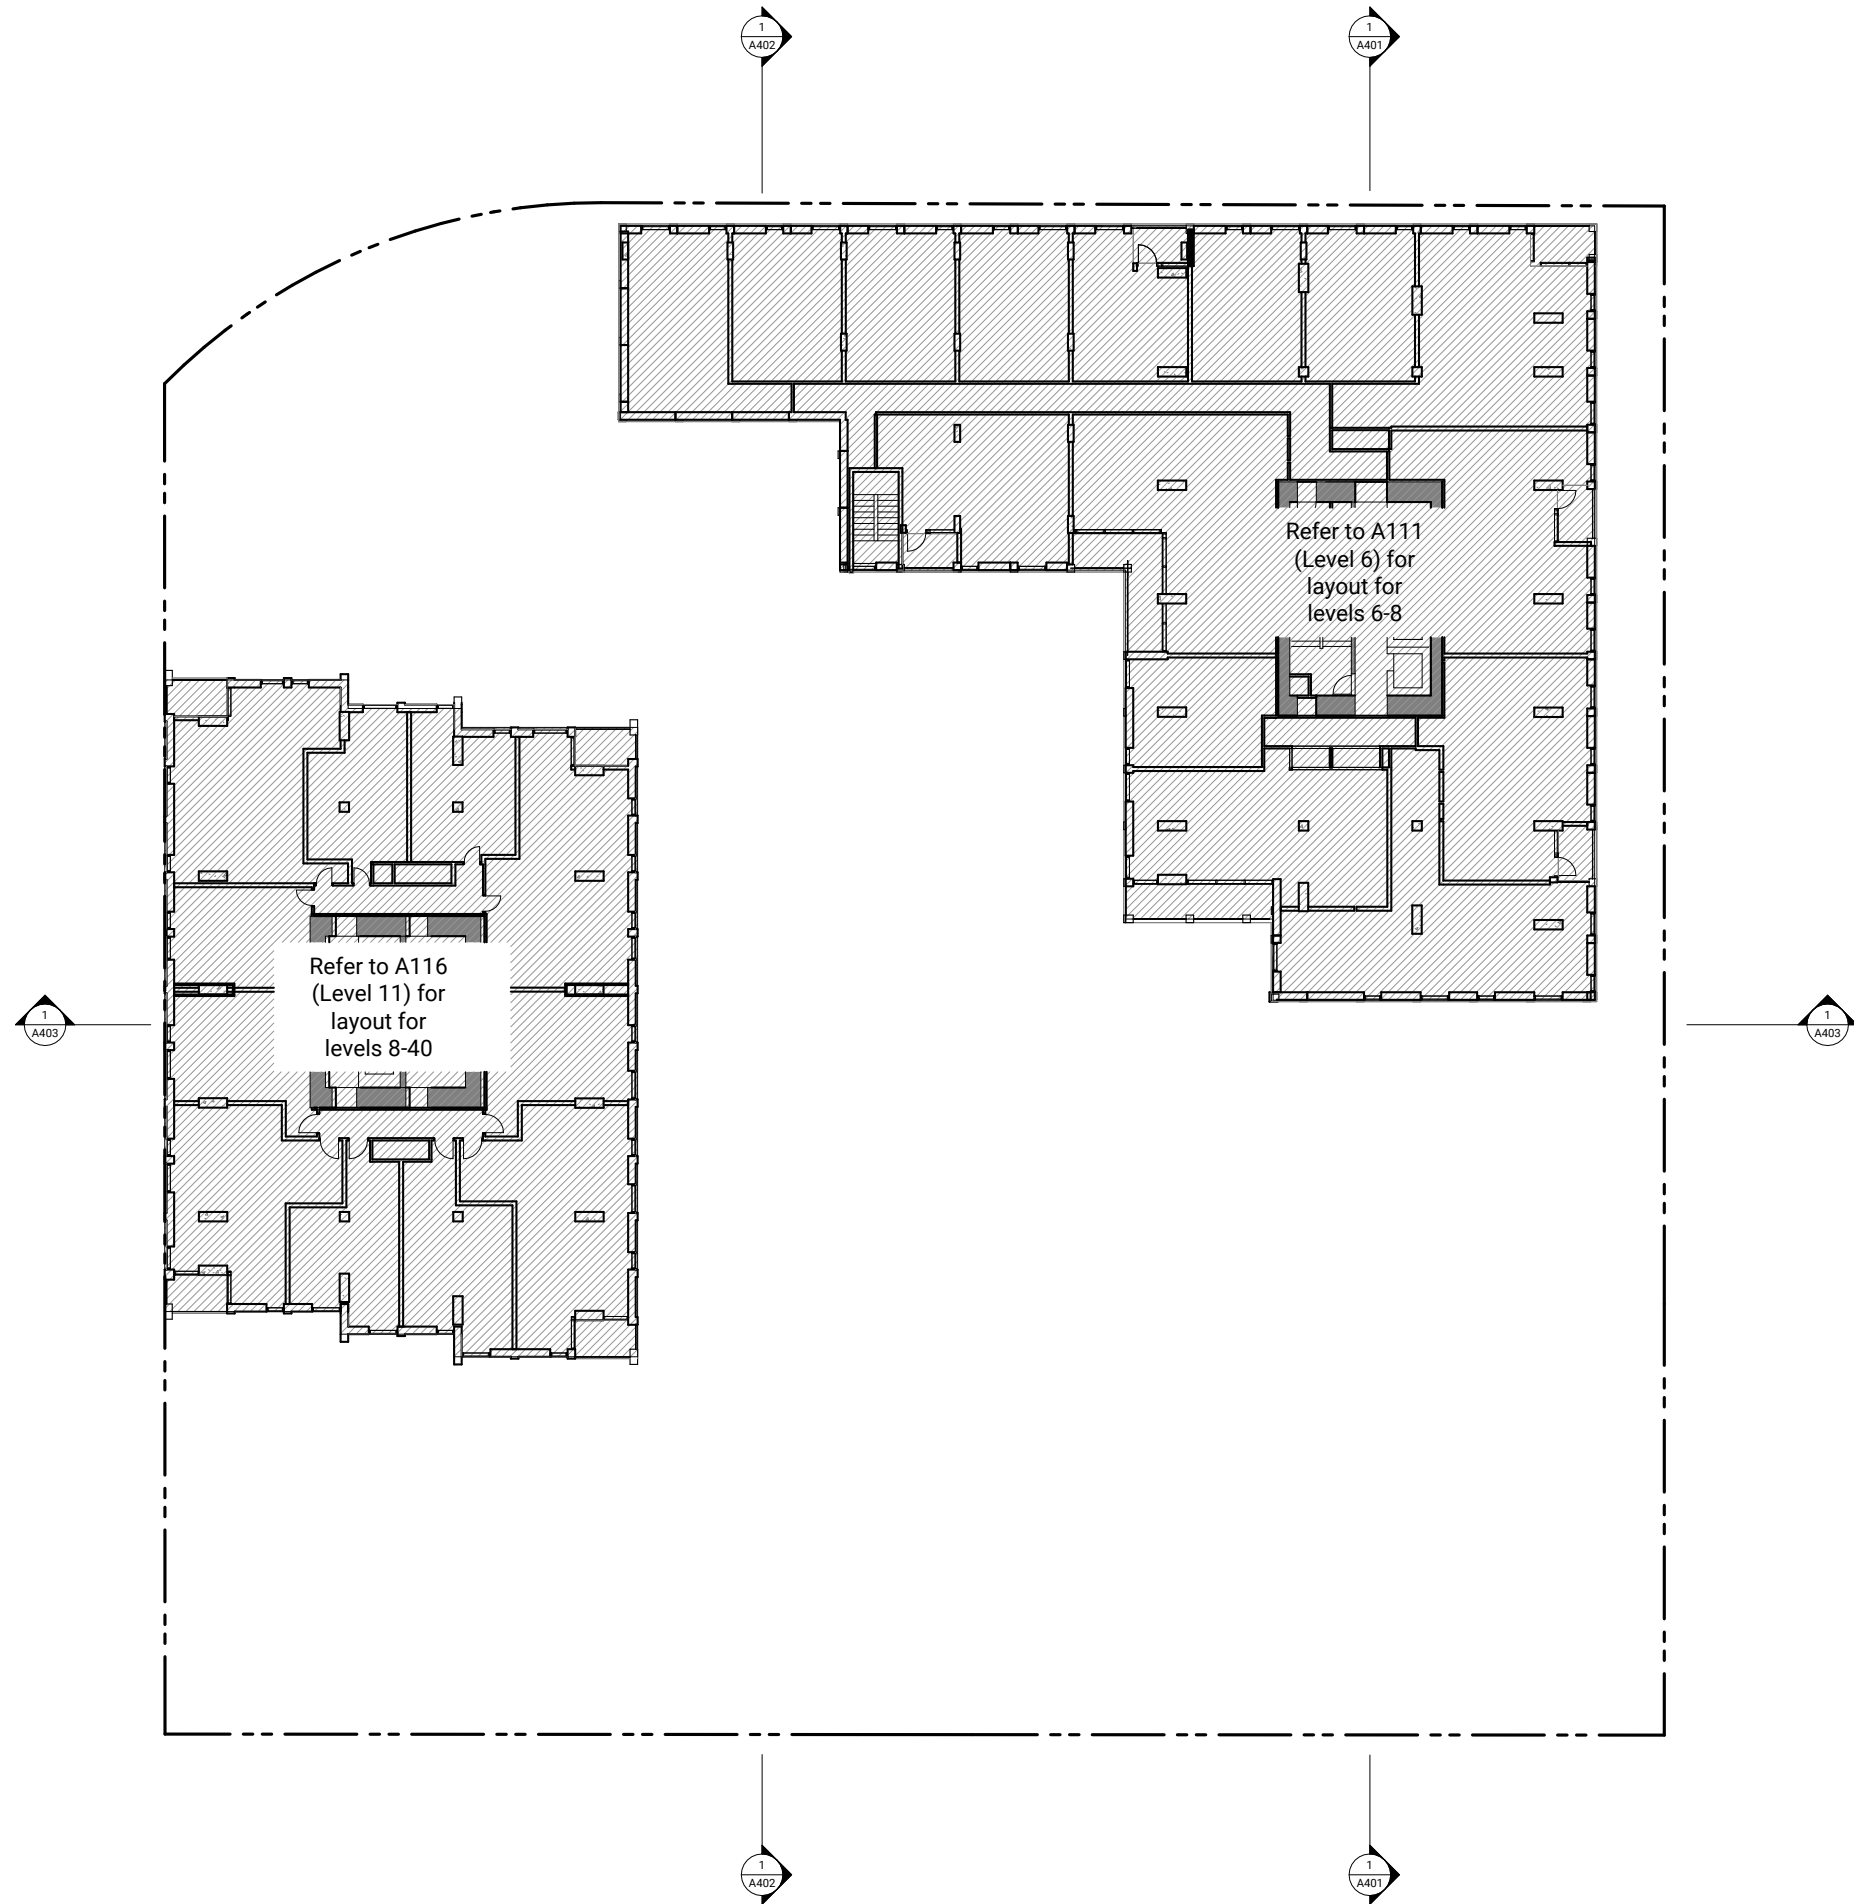 1
A402
1
A401
Refer to A111
(Level 6) for
layout for
levels 6-8
Refer to A116
(Level 11) for
layout for
levels 8-40
1
A403
1
A403
1
A402
1
A401